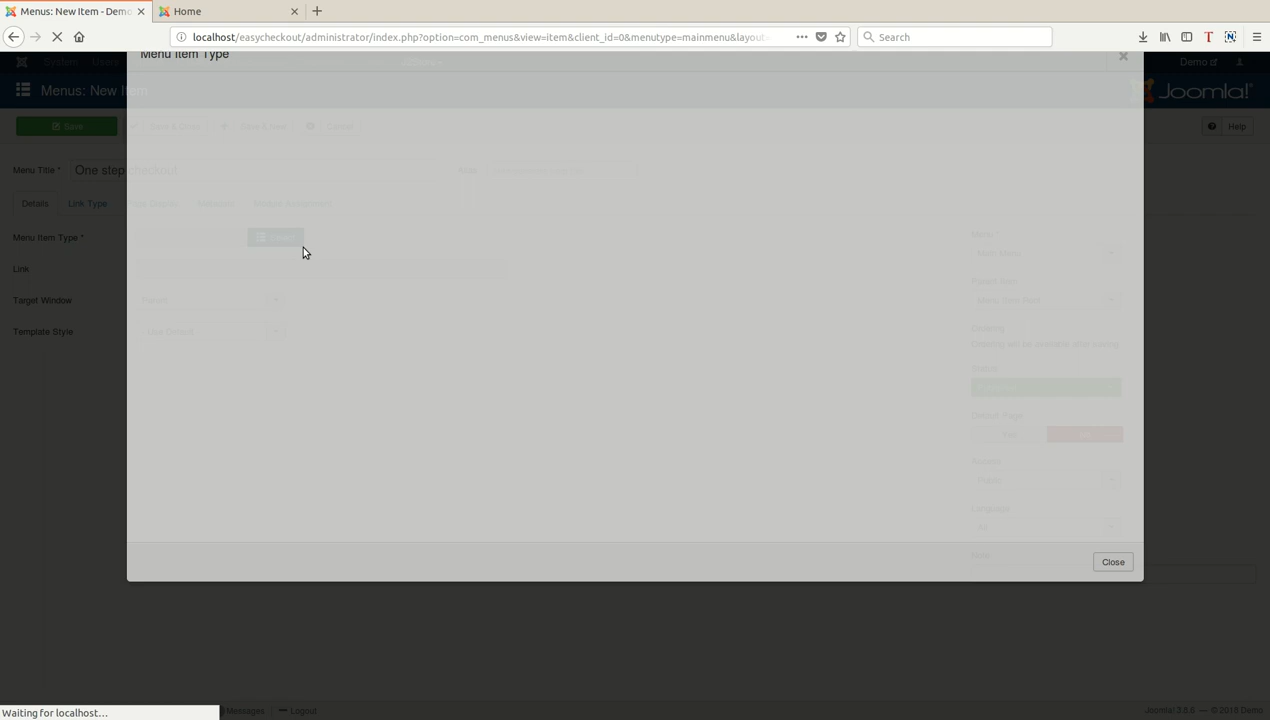 Menus: New Item - Demo
Home
localhost/easycheckout/administrator/index.php?option=com_menus&view=item&client_id=0&menutype=mainmenu&layout=
Search
Menu Item Type
System Users
Demo
Menus: New Item
Joomla!
Save
Save & Close
Save & New
Cancel
Help
Menu Title *
One step checkout
Alias
Details
Link Type
Page Display
Metadata
Module Assignment
Menu Item Type *
Select
Menu *
Main Menu
Link
Parent Item
Target Window
Parent
Menu Item Root
Template Style
- Use Default -
Ordering
Ordering will be available after saving
Status
Default Page
Yes
No
Access
Public
Language
All
Note
Close
Waiting for localhost…
Messages
Logout
Joomla! 3.8.6 — © 2018 Demo